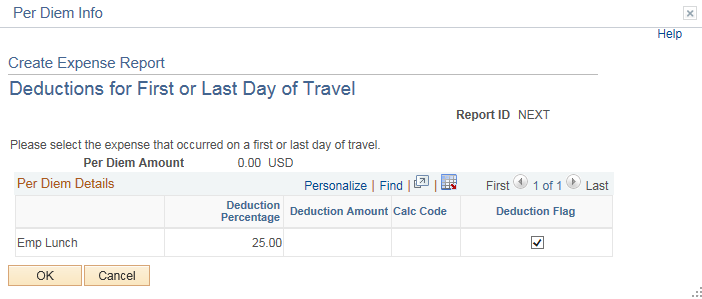 Per Diem Info
Help
Create Expense Report
Deductions for First or Last Day of Travel
Report ID NEXT
Please select the expense that occurred on a first or last day of travel.
Per Diem Amount 0.00 USD
Per Diem Details Personalize | Find | | First 1 of 1 Last
Deduction Percentage Deduction Amount Calc Code Deduction Flag
Emp Lunch 25.00
OK Cancel